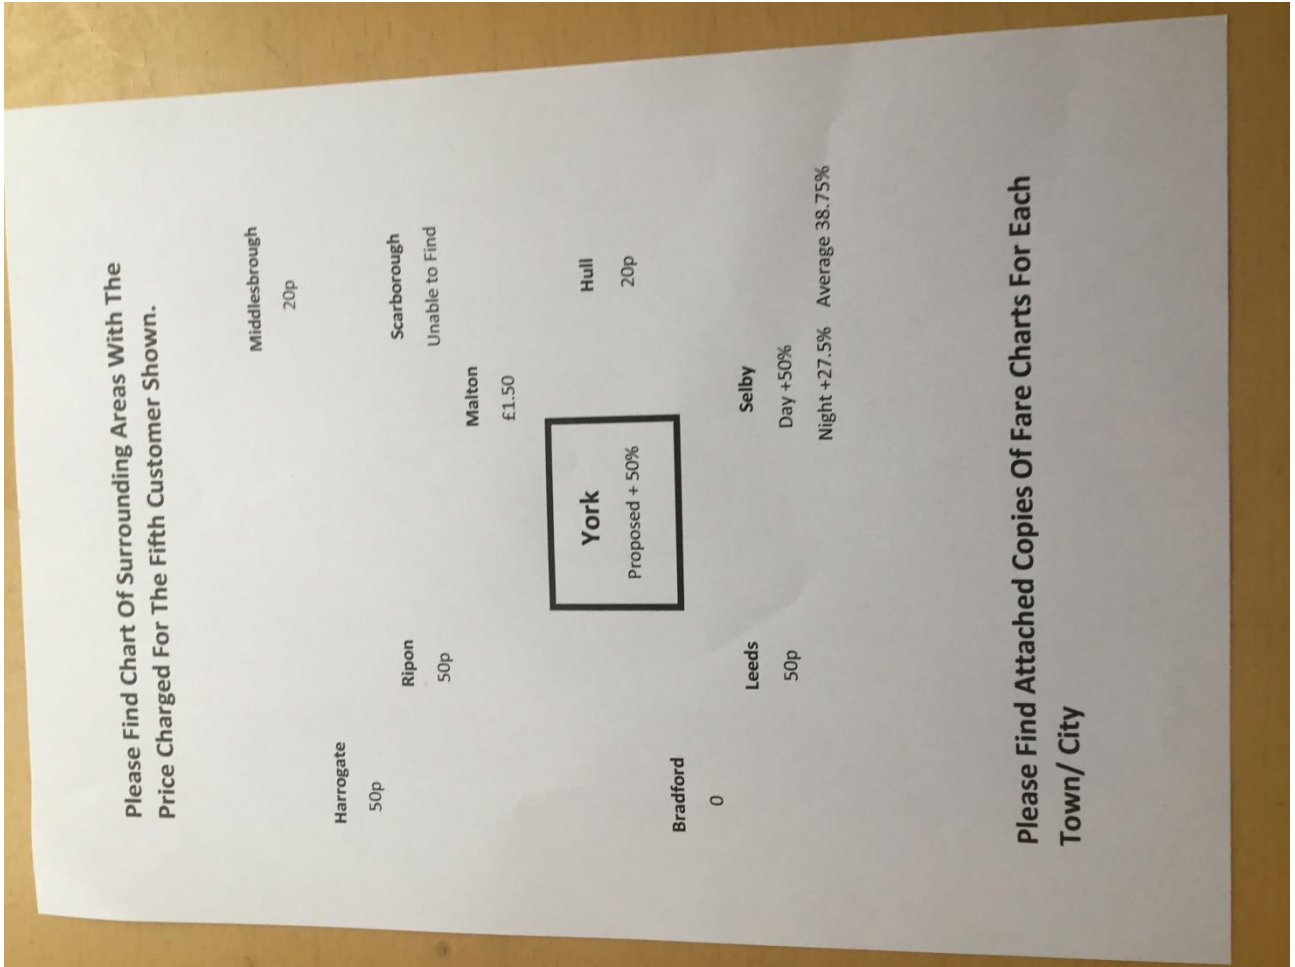 Please Find Chart Of Surrounding Areas With The
Price Charged For The Fifth Customer Shown.
Middlesbrough
20p
Harrogate
50p
Scarborough
Unable to Find
Ripon
50p
Malton
£1.50
York
Proposed + 50%
Hull
20p
Bradford
0
Leeds
50p
Selby
Day +50%
Night +27.5% Average 38.75%
Please Find Attached Copies Of Fare Charts For Each
Town/ City